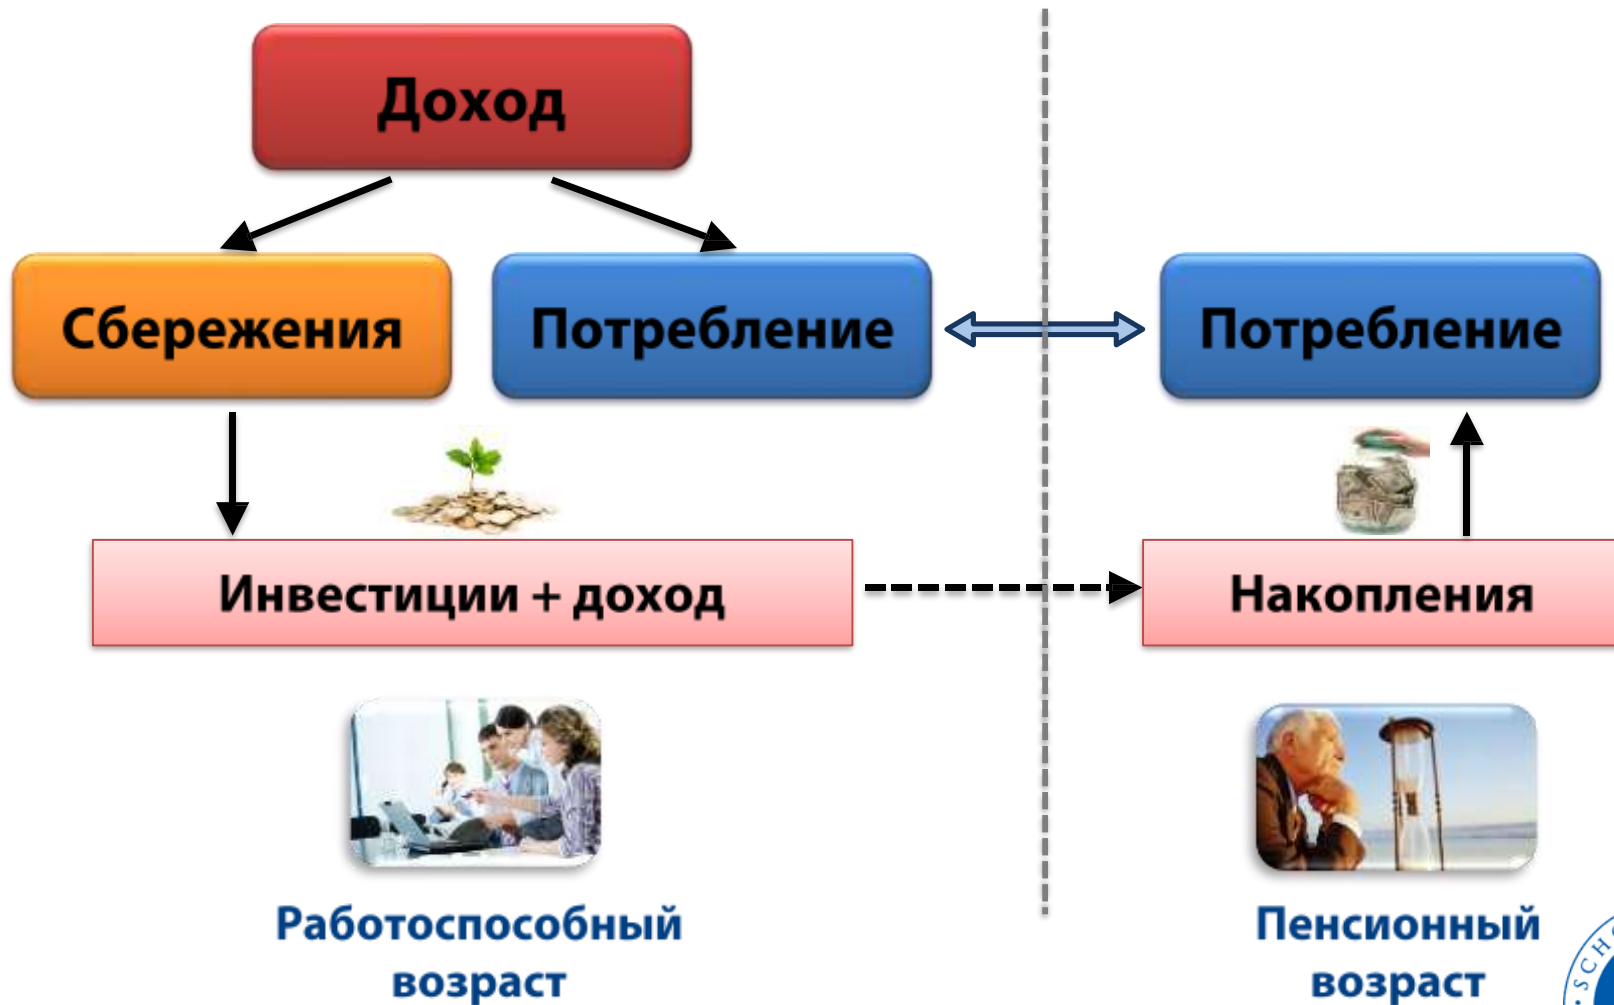 Доход
Сбережения
Потребление
Потребление
Инвестиции + доход
Накопления
Работоспособный
возраст
Пенсионный
возраст